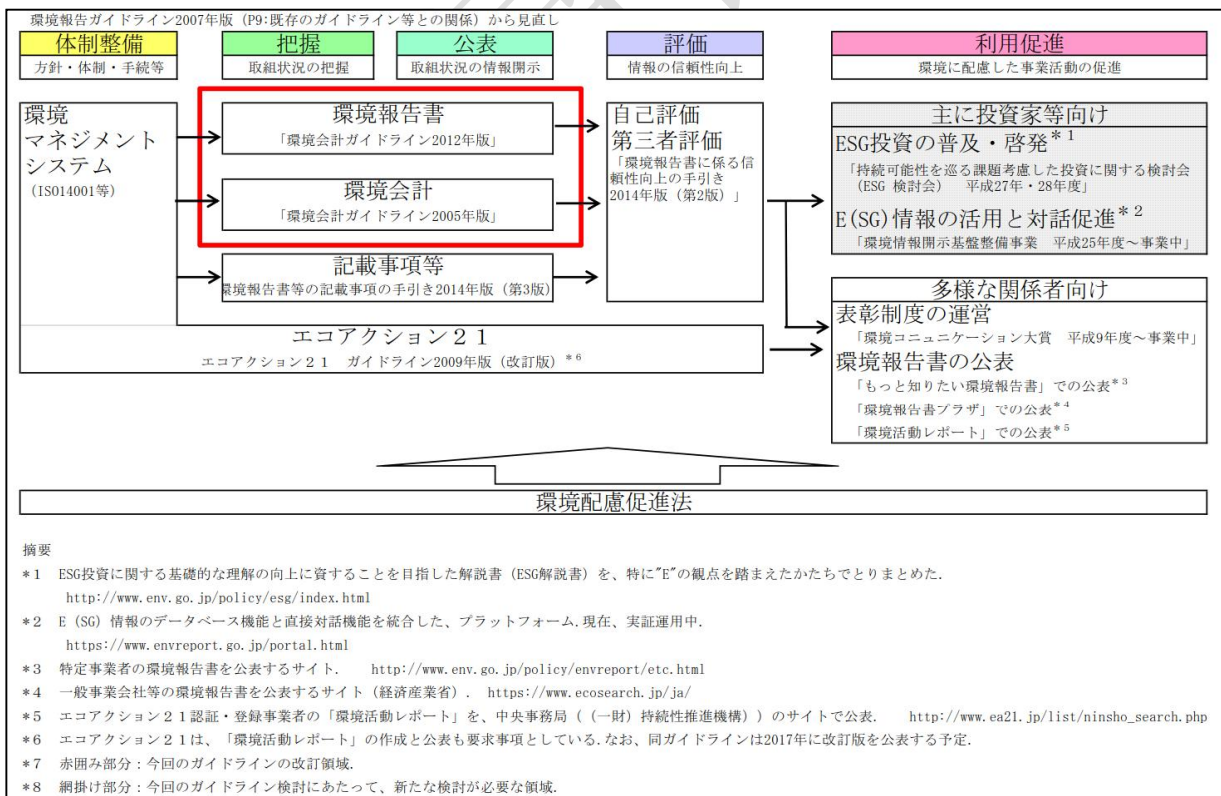 環境報告ガイドライン2007年版（P9:既存のガイドライン等との関係）から見直し
体制整備
方針・体制・手続等
把握
取組状況の把握
公表
取組状況の情報開示
評価
情報の信頼性向上
利用促進
環境に配慮した事業活動の促進
環境
マネジメント
システム
（ISO14001等）
環境報告書
「環境会計ガイドライン2012年版」
環境会計
「環境会計ガイドライン2005年版」
記載事項等
環境報告書等の記載事項の手引き2014年版（第3版）
自己評価
第三者評価
「環境報告書に係る信
頼性向上の手引き
2014年版（第2版）」
主に投資家等向け
ESG投資の普及・啓発＊1
「持続可能性を巡る課題考慮した投資に関する検討会
（ESG 検討会）　平成27年・28年度」
E(SG)情報の活用と対話促進＊2
「環境情報開示基盤整備事業　平成25年度～事業中」
多様な関係者向け
表彰制度の運営
「環境コニュニケーション大賞　平成9年度～事業中」
環境報告書の公表
「もっと知りたい環境報告書」での公表＊3
「環境報告書プラザ」での公表＊4
「環境活動レポート」での公表＊5
エコアクション２１
エコアクション２１　ガイドライン2009年版（改訂版）＊6
環境配慮促進法
摘要
＊1　ESG投資に関する基礎的な理解の向上に資することを目指した解説書（ESG解説書）を、特に"E"の観点を踏まえたかたちでとりまとめた.
http://www.env.go.jp/policy/esg/index.html
＊2　E（SG）情報のデータベース機能と直接対話機能を統合した、プラットフォーム.現在、実証運用中.
https://www.envreport.go.jp/portal.html
＊3　特定事業者の環境報告書を公表するサイト.　http://www.env.go.jp/policy/envreport/etc.html
＊4　一般事業会社等の環境報告書を公表するサイト（経済産業省）.　https://www.ecosearch.jp/ja/
＊5　エコアクション２１認証・登録事業者の「環境活動レポート」を、中央事務局（（一財）持続性推進機構））のサイトで公表.　http://www.ea21.jp/list/ninsho_search.php
＊6　エコアクション２１は、「環境活動レポート」の作成と公表も要求事項としている.なお、同ガイドラインは2017年に改訂版を公表する予定.
＊7　赤囲み部分：今回のガイドラインの改訂領域.
＊8　網掛け部分：今回のガイドライン検討にあたって、新たな検討が必要な領域.